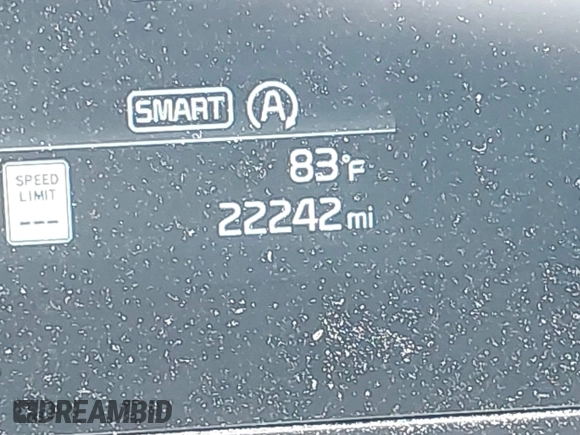 SMART A
83°F
SPEED
LIMIT
---
22242 mi
DREAMBID